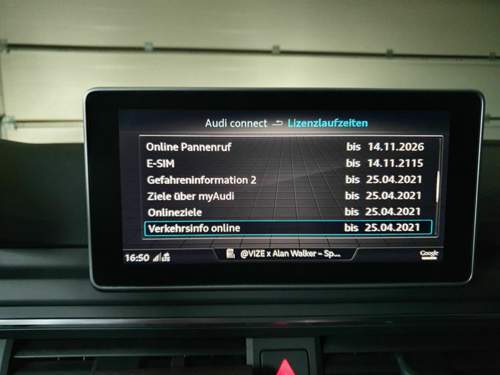 Audi connect Lizenzlaufzeiten
Online Pannenruf bis 14.11.2026
E-SIM bis 14.11.2115
Gefahreninformation 2 bis 25.04.2021
Ziele über myAudi bis 25.04.2021
Onlineziele bis 25.04.2021
Verkehrsinfo online bis 25.04.2021
16:50 @VIZE x Alan Walker – Sp... Google